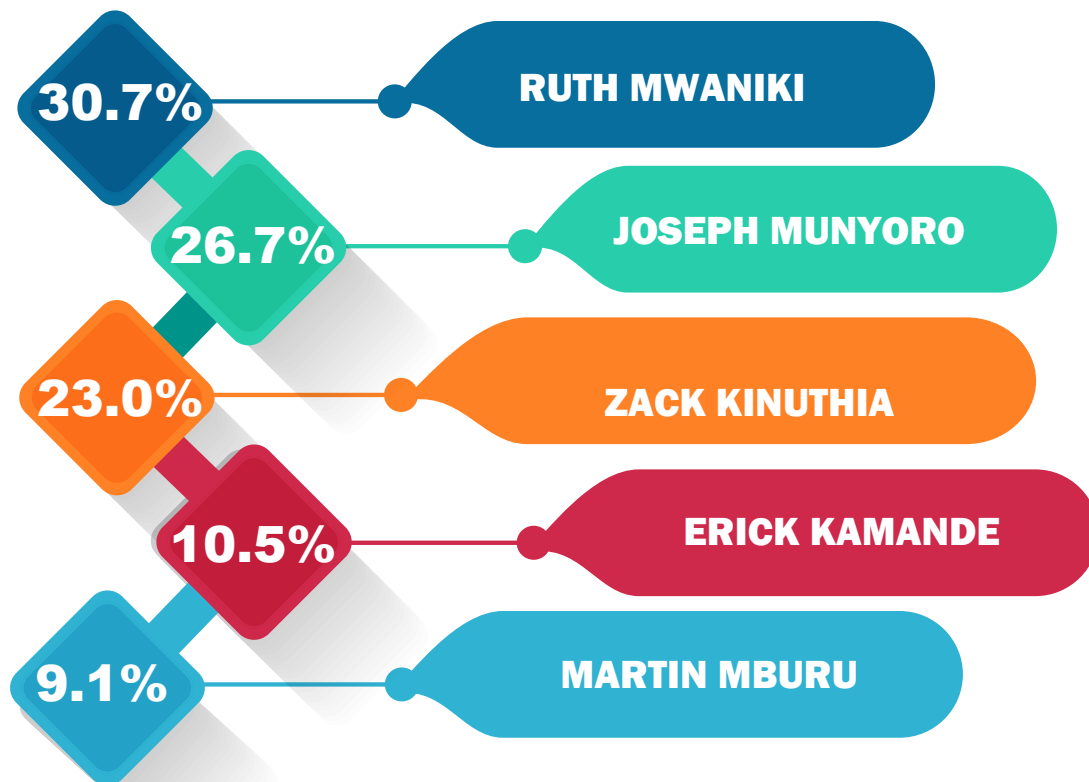 30.7% RUTH MWANIKI
26.7% JOSEPH MUNYORO
23.0% ZACK KINUTHIA
10.5% ERICK KAMANDE
9.1% MARTIN MBURU